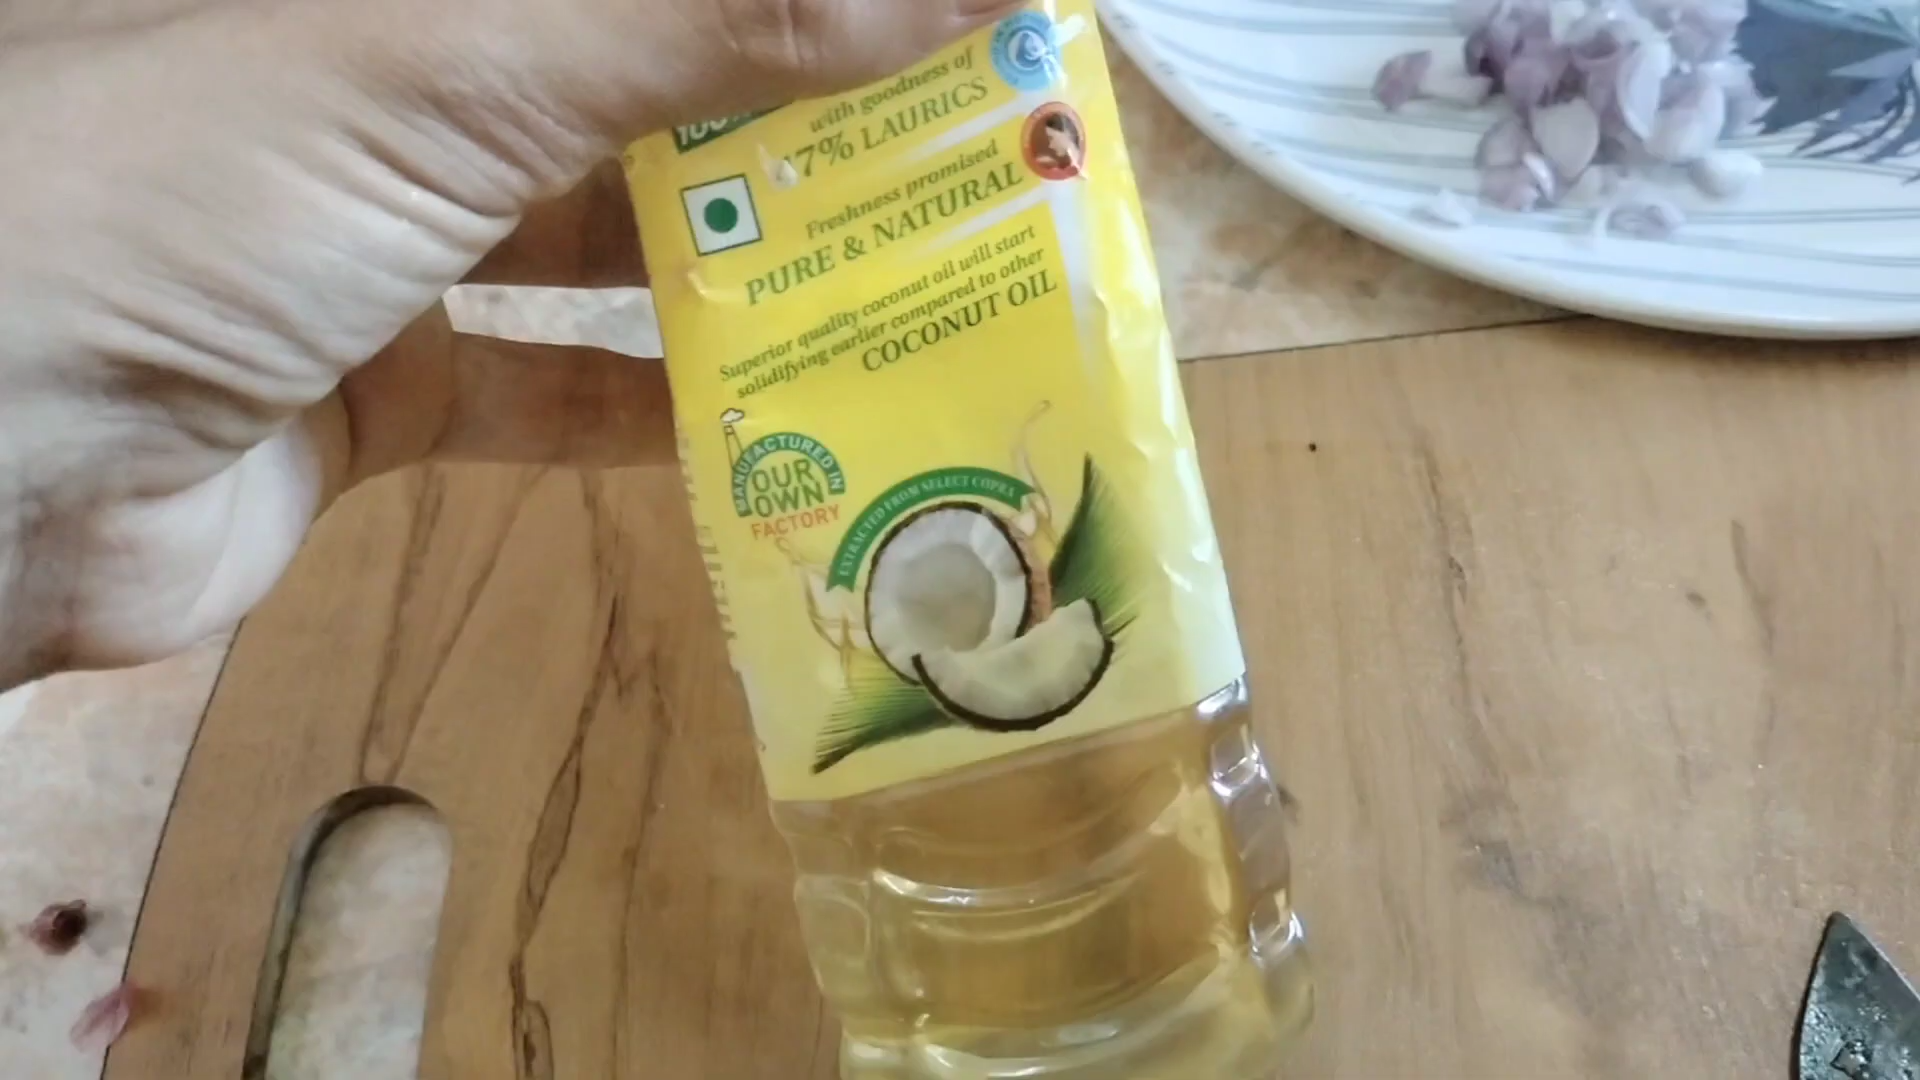 100%
with goodness of
47% LAURICS
Freshness promised
PURE & NATURAL
Superior quality coconut oil will start
solidifying earlier compared to other
COCONUT OIL
MANUFACTURED IN
OUR
OWN
FACTORY
EXTRACTED FROM SELECT COPRA